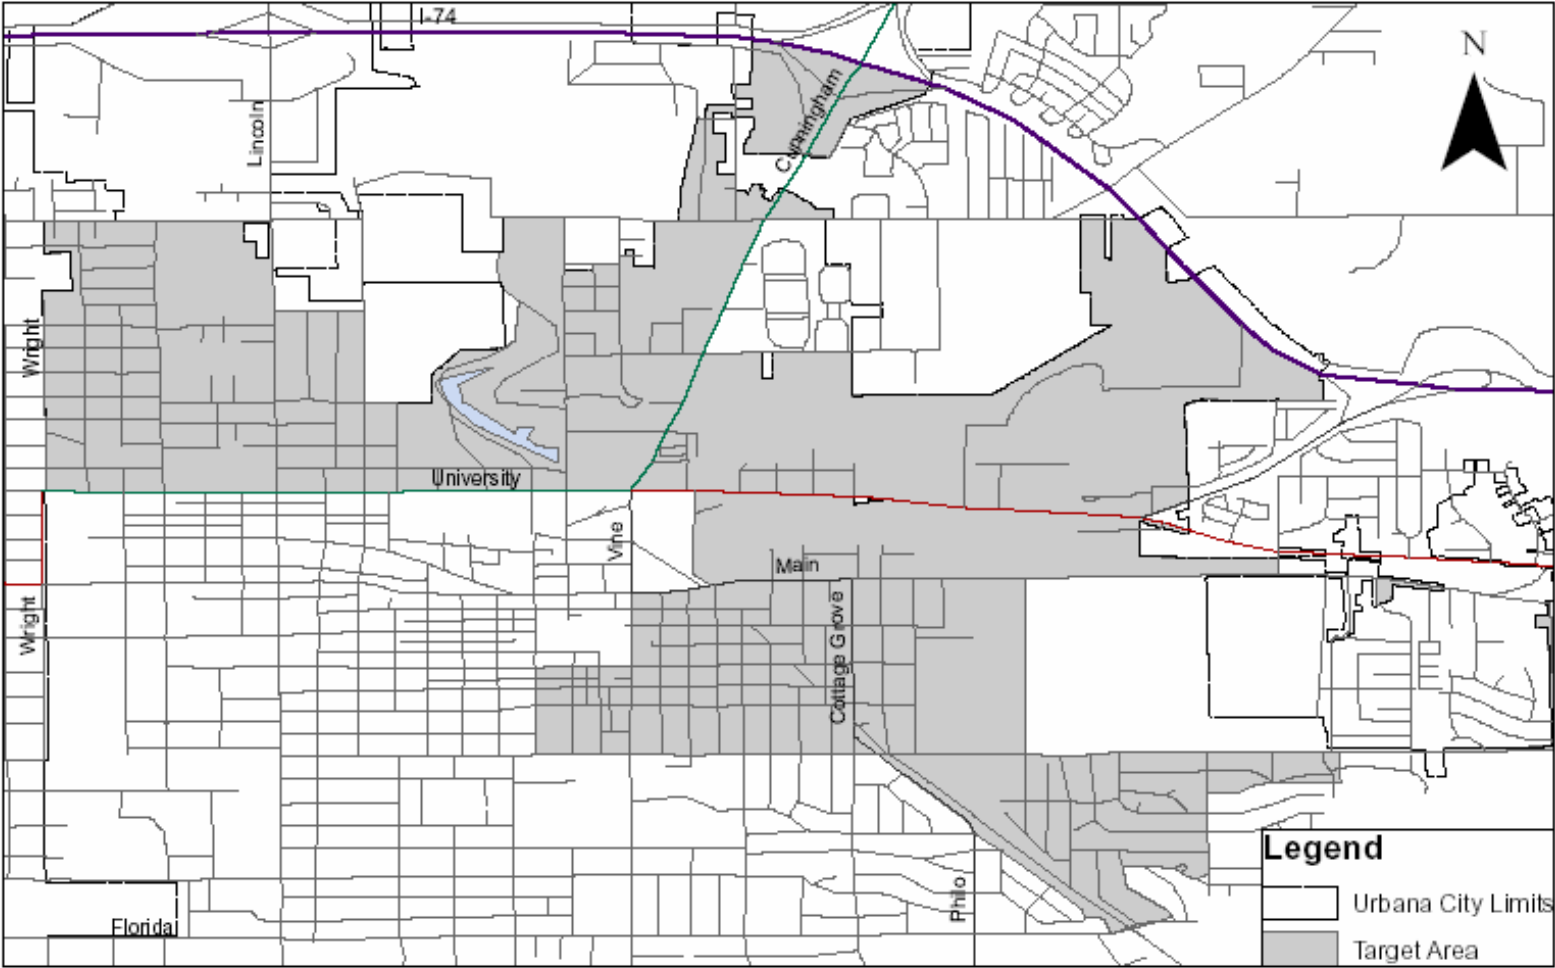 I-74
N
Cunningham
Lincoln
Wright
University
Vine
Main
Wright
Cottage Grove
Philo
Florida
Legend
Urbana City Limits
Target Area